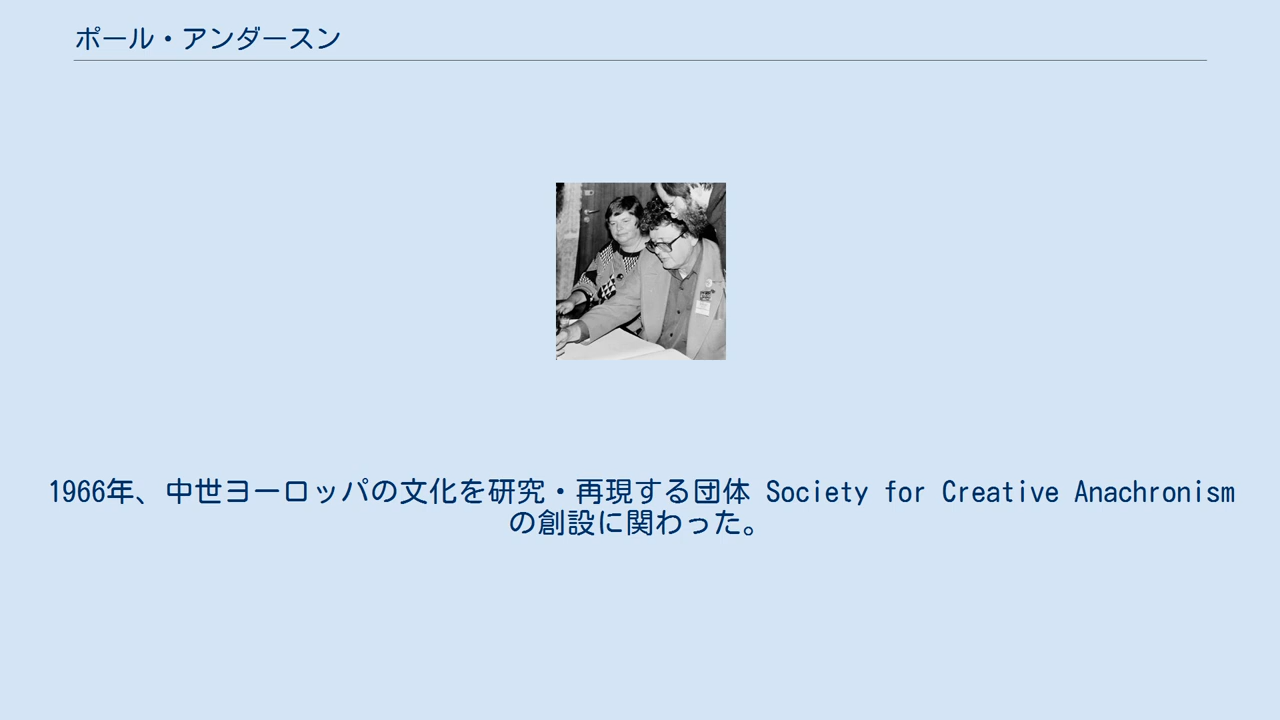 ポール・アンダースン
1966年、中世ヨーロッパの文化を研究・再現する団体 Society for Creative Anachronism
の創設に関わった。